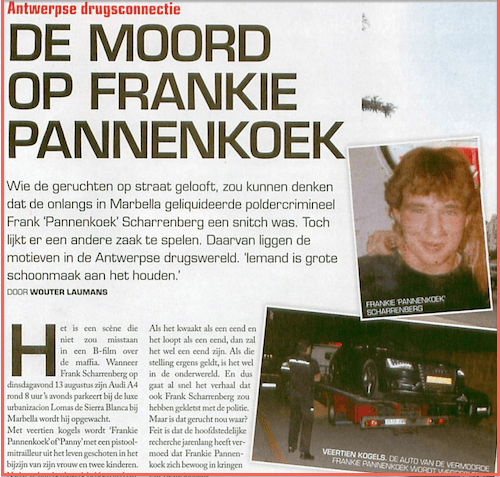 Antwerpse drugsconnectie
DE MOORD
OP FRANKIE
PANNENKOEK
Wie de geruchten op straat gelooft, zou kunnen denken
dat de onlangs in Marbella geliquideerde poldercrimineel
Frank 'Pannenkoek' Scharrenberg een snitch was. Toch
lijkt er een andere zaak te spelen. Daarvan liggen de
motieven in de Antwerpse drugswereld. 'Iemand is grote
schoonmaak aan het houden.'
DOOR WOUTER LAUMANS
FRANKIE 'PANNENKOEK'
SCHARRENBERG
Het is een scène die
niet zou misstaan
in een B-film over
de maffia. Wanneer
Frank Scharrenberg op
dinsdagavond 13 augustus zijn Audi A4
rond 8 uur 's avonds parkeert bij de luxe
urbanizacion Lomas de Sierra Blanca bij
Marbella wordt hij opgewacht.
Met veertien kogels wordt 'Frankie
Pannenkoek' of 'Panny' met een pistool-
mitrailleur uit het leven geschoten in het
bijzijn van zijn vrouw en twee kinderen.
Als het kwaakt als een eend en
het loopt als een eend, dan zal
het wel een eend zijn. Als die
stelling ergens geldt, is het wel
in de onderwereld. En dus
gaat al snel het verhaal dat
ook Frank Scharrenberg zou
hebben gekletst met de politie.
Maar is dat gerucht nou waar?
Feit is dat de hoofdstedelijke
recherche jarenlang heeft ver-
moed dat Frankie Pannen-
koek zich bewoog in kringen
VEERTIEN KOGELS. DE AUTO VAN DE VERMOORDE
FRANKIE PANNENKOEK WORDT